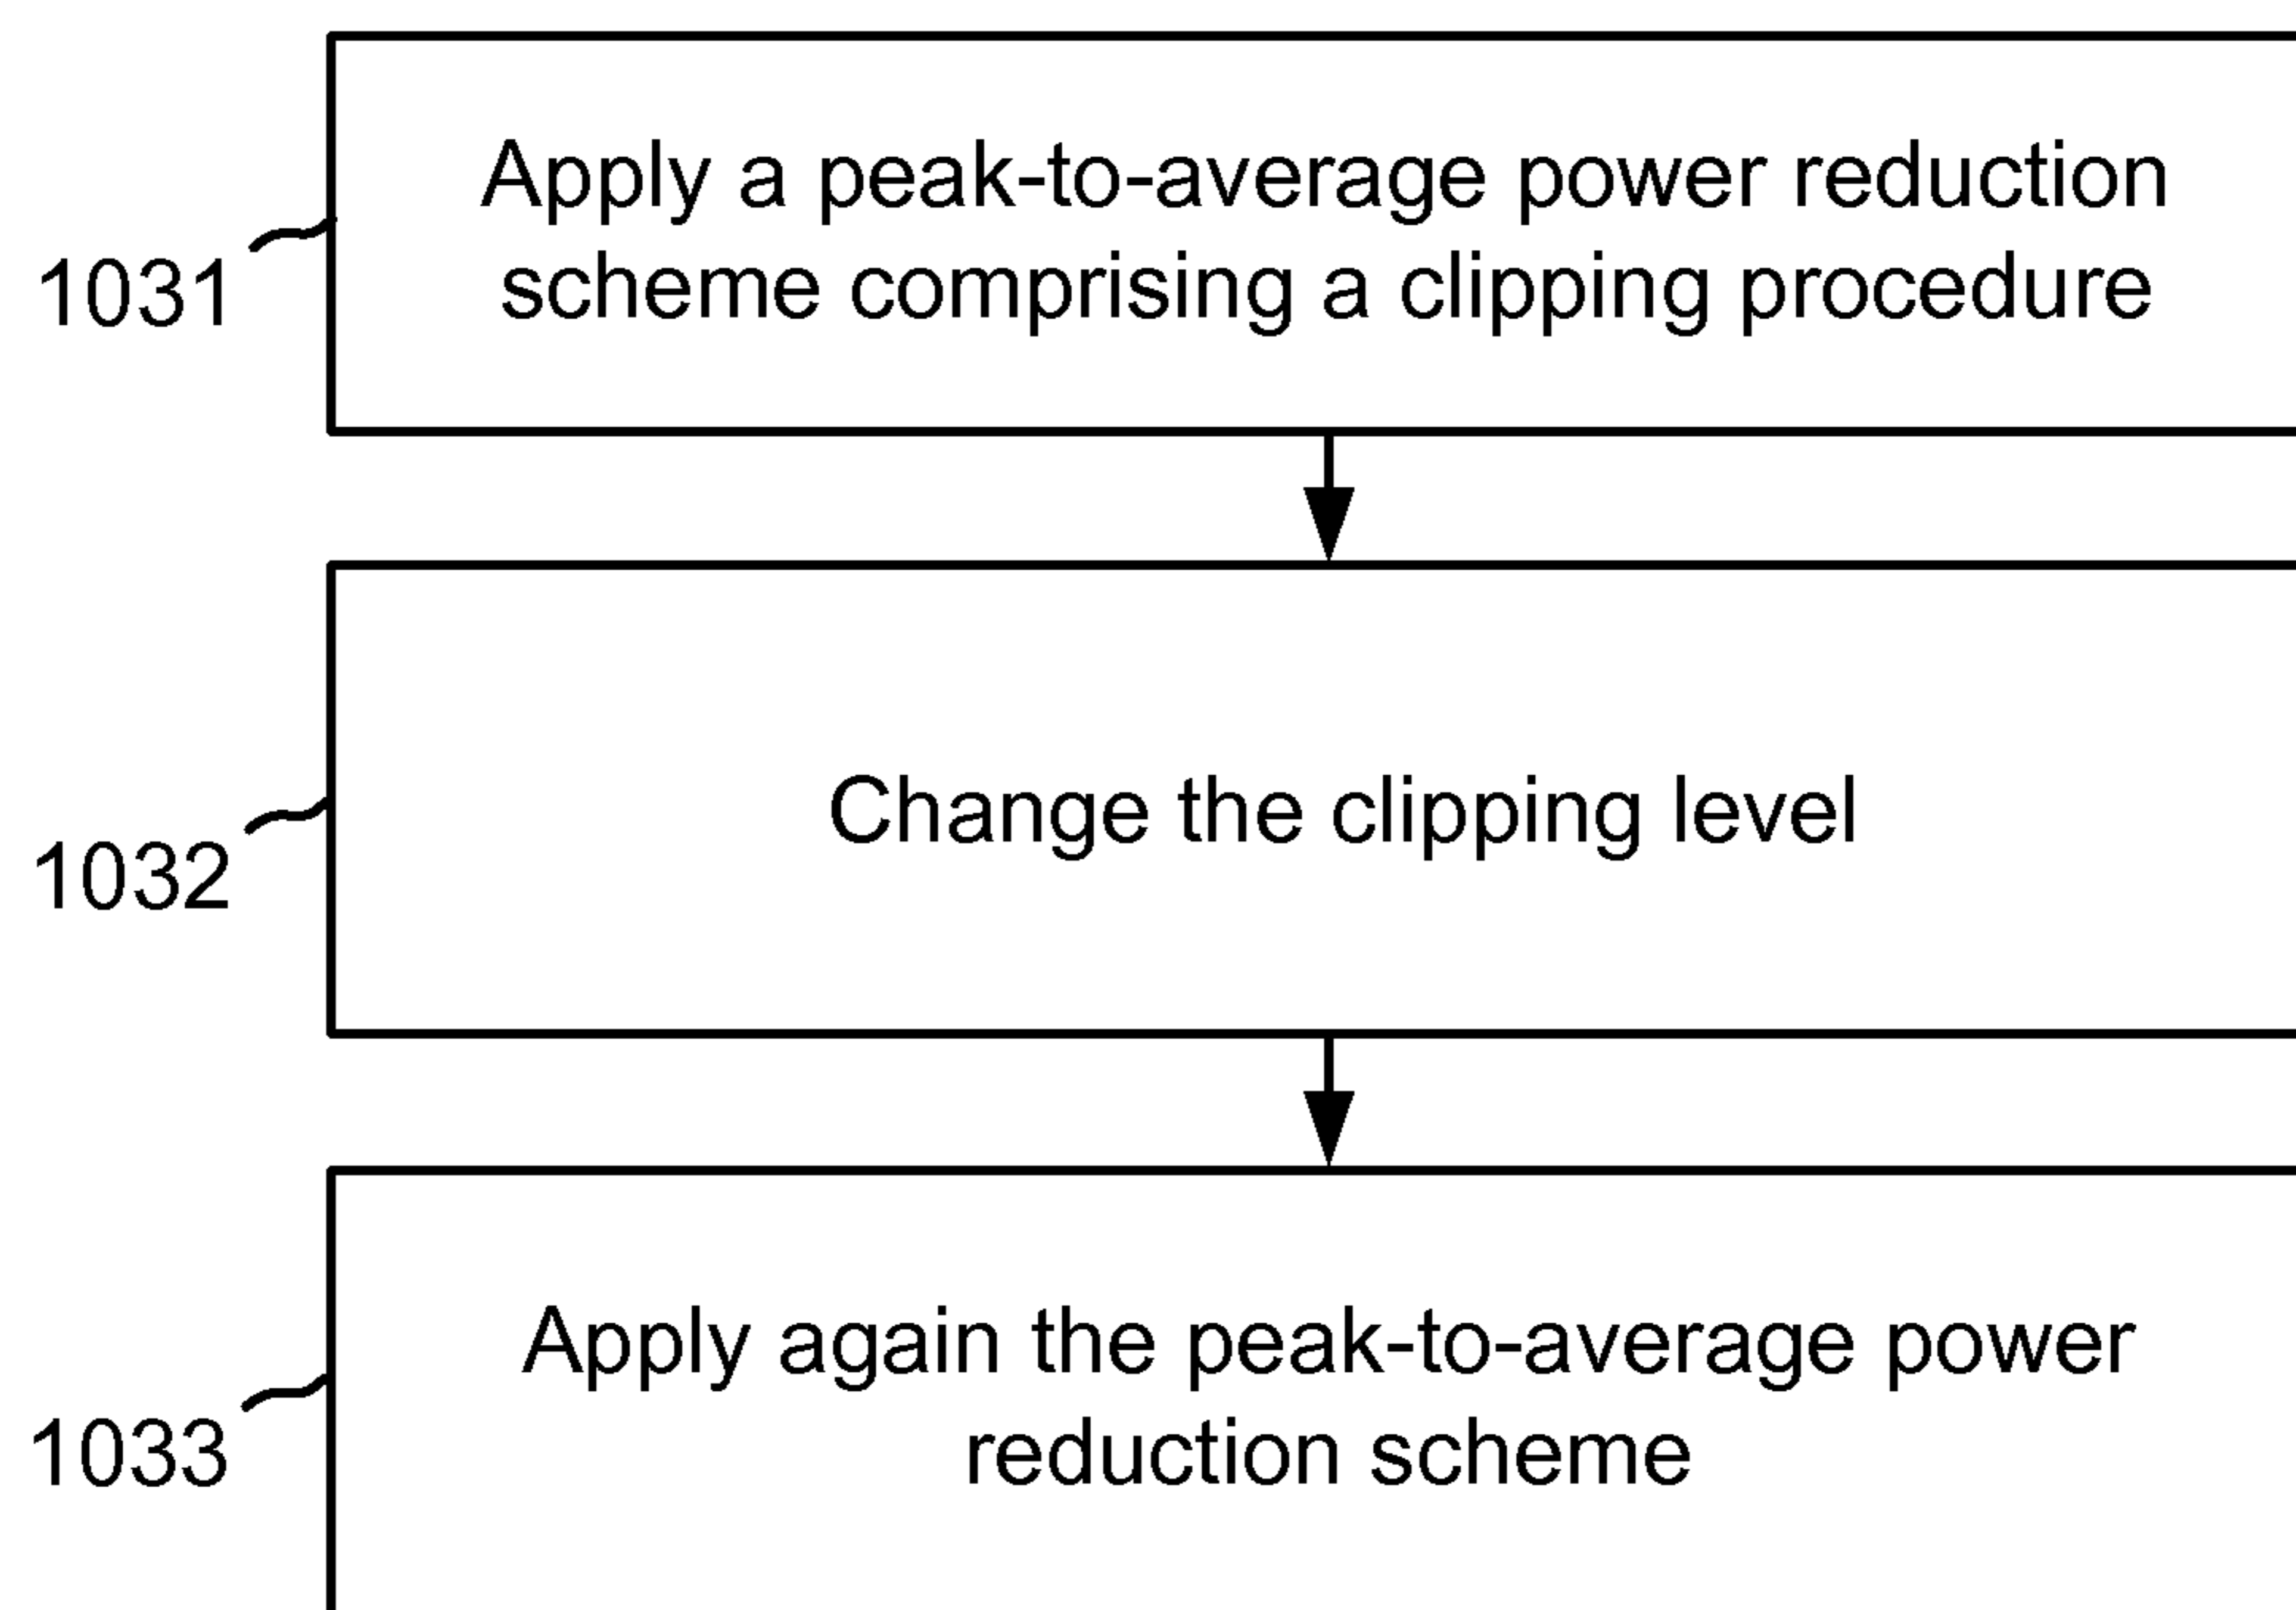 Apply a peak-to-average power reduction
scheme comprising a clipping procedure
1031
Change the clipping level
1032
Apply again the peak-to-average power
reduction scheme
1033